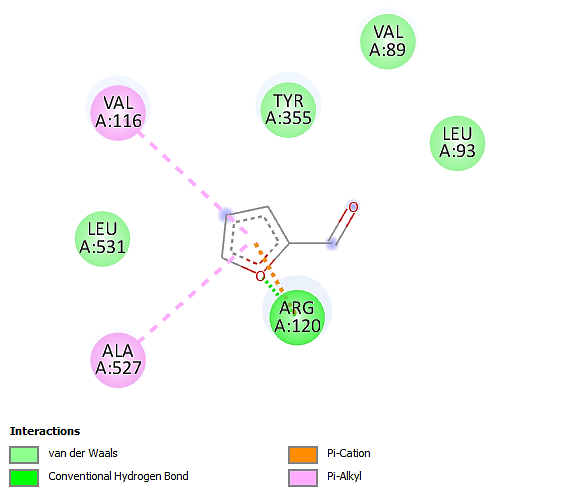 VAL
A:89
VAL
A:116
TYR
A:355
LEU
A:93
O
LEU
A:531
O
ARG
A:120
ALA
A:527
Interactions
van der Waals
Conventional Hydrogen Bond
Pi-Cation
Pi-Alkyl